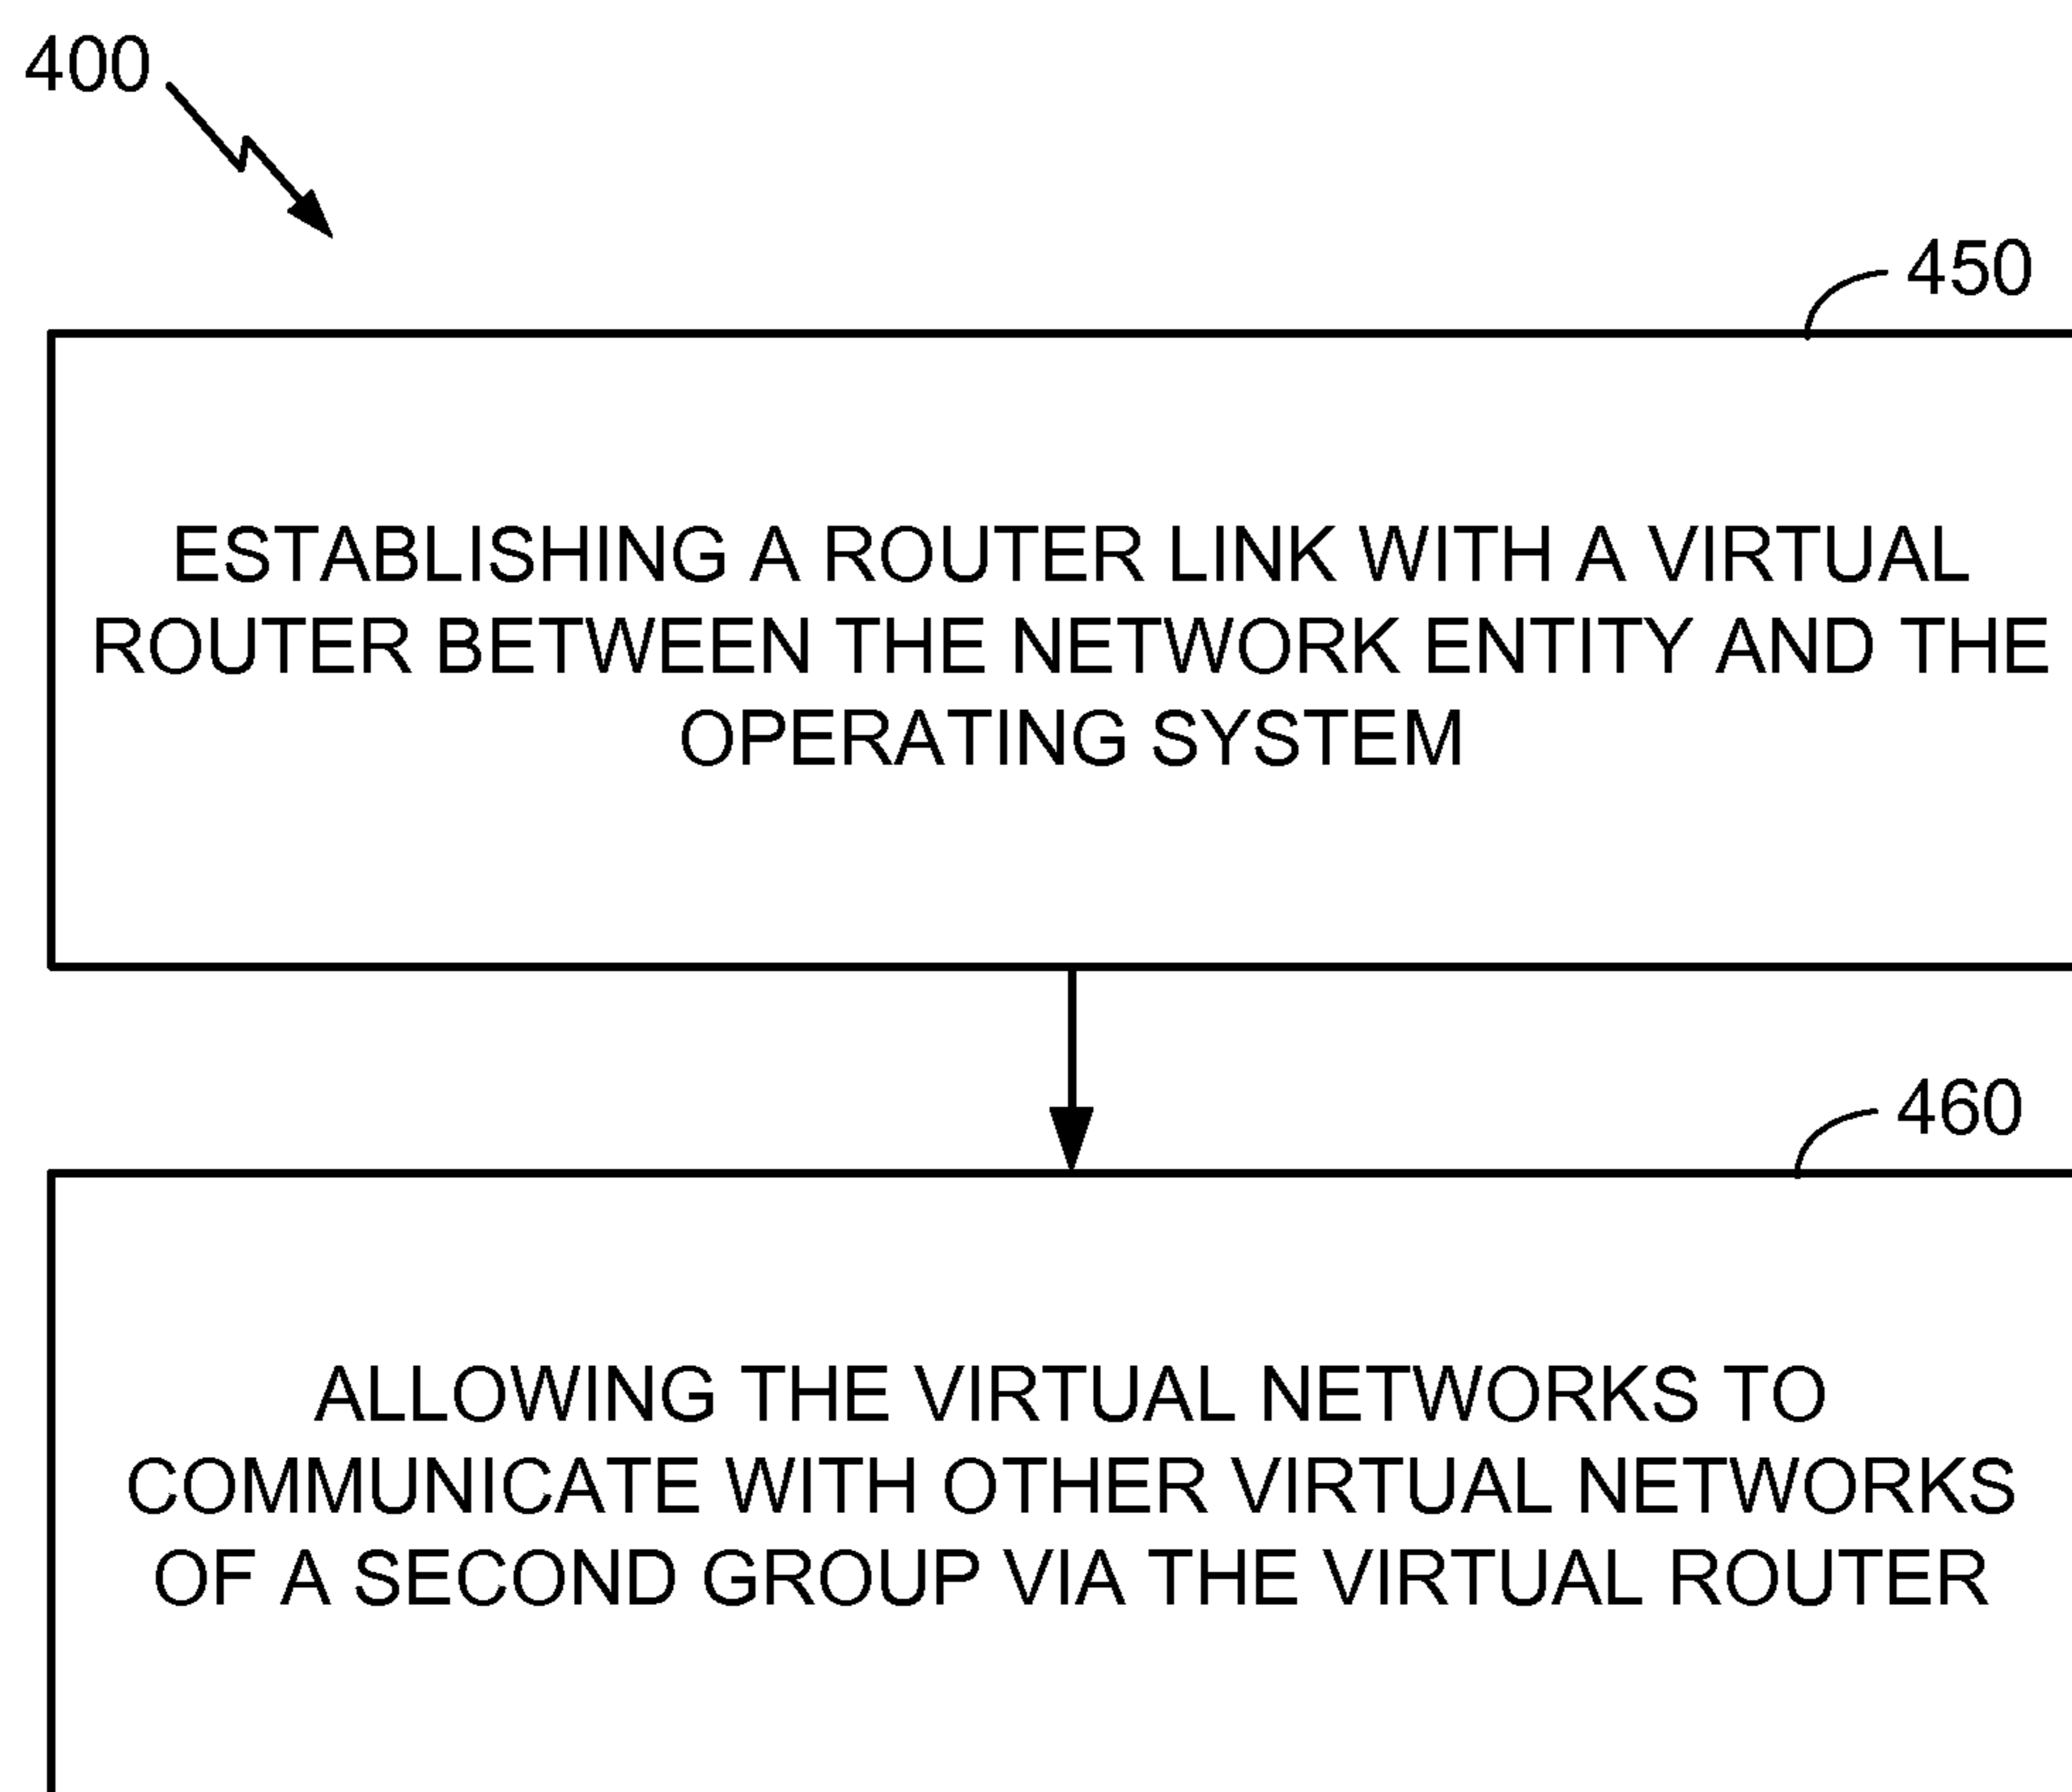 400
450
ESTABLISHING A ROUTER LINK WITH A VIRTUAL
ROUTER BETWEEN THE NETWORK ENTITY AND THE
OPERATING SYSTEM
460
ALLOWING THE VIRTUAL NETWORKS TO
COMMUNICATE WITH OTHER VIRTUAL NETWORKS
OF A SECOND GROUP VIA THE VIRTUAL ROUTER